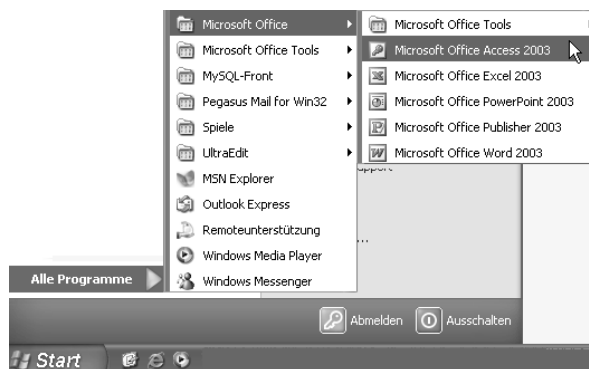 Microsoft Office
Microsoft Office Tools
MySQL-Front
Pegasus Mail for Win32
Spiele
UltraEdit
MSN Explorer
Outlook Express
Remoteunterstützung
Windows Media Player
Windows Messenger
Microsoft Office Tools
Microsoft Office Access 2003
Microsoft Office Excel 2003
Microsoft Office PowerPoint 2003
Microsoft Office Publisher 2003
Microsoft Office Word 2003
...
Alle Programme
Abmelden
Ausschalten
Start